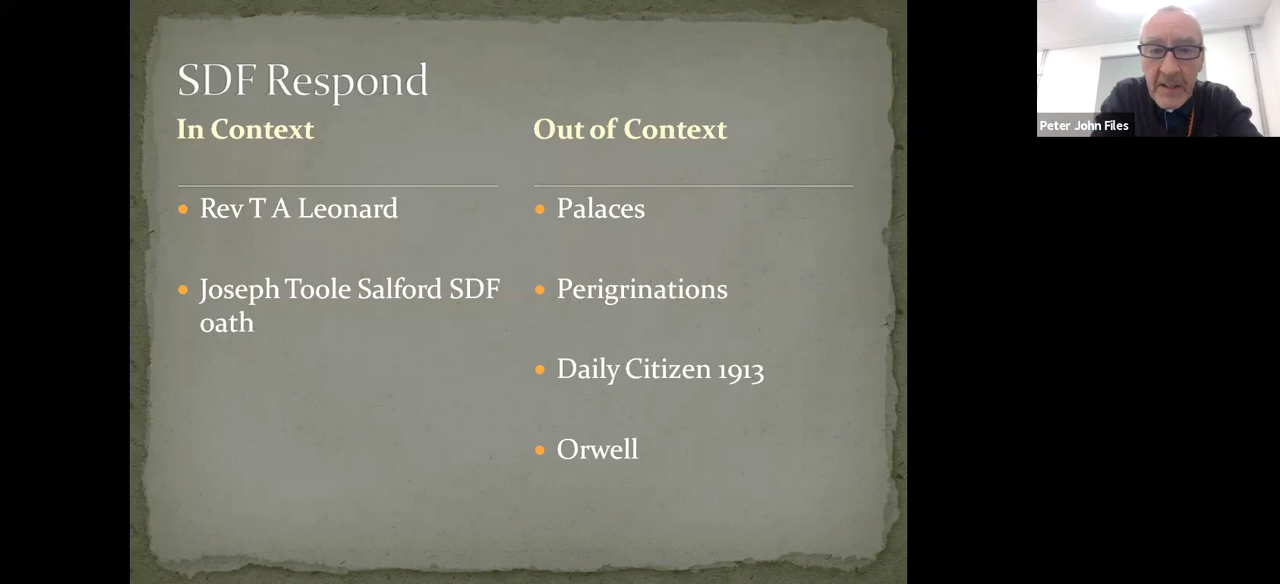 SDF Respond
In Context
Rev T A Leonard
Joseph Toole Salford SDF
oath
Out of Context
Palaces
Perigrinations
Daily Citizen 1913
Orwell
Peter John Files